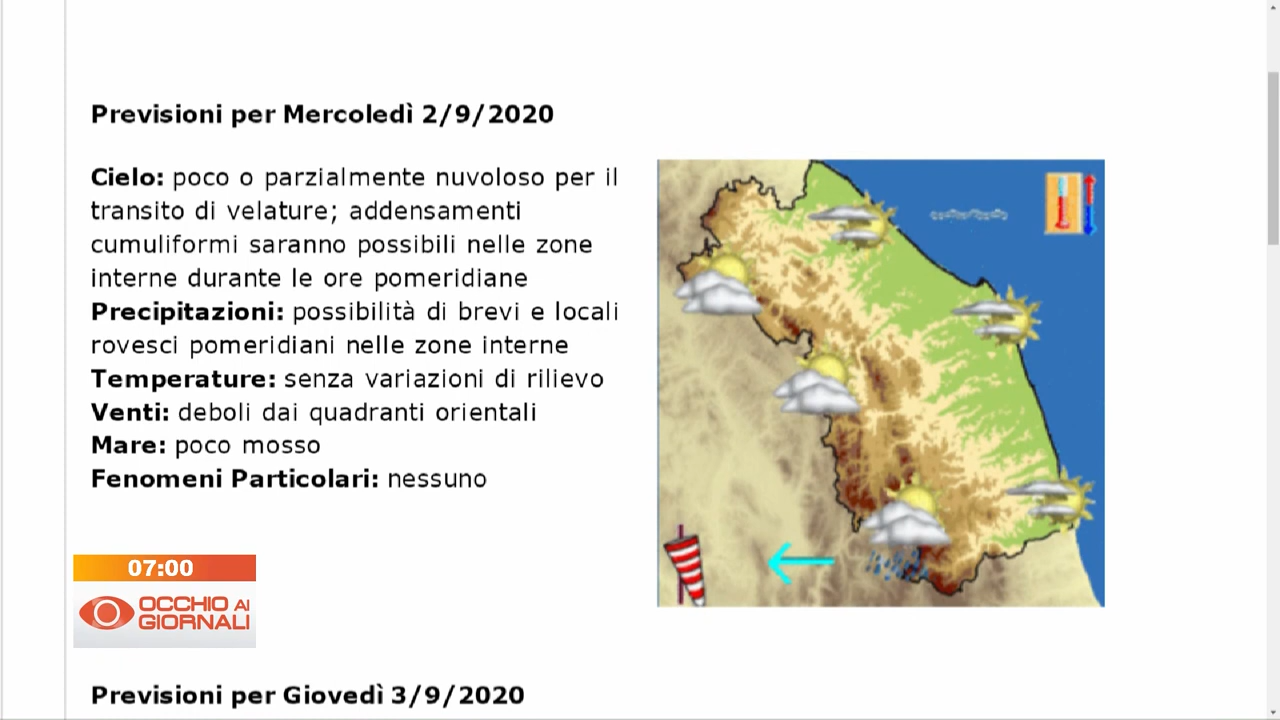 Previsioni per Mercoledì 2/9/2020
Cielo: poco o parzialmente nuvoloso per il
transito di velature; addensamenti
cumuliformi saranno possibili nelle zone
interne durante le ore pomeridiane
Precipitazioni: possibilità di brevi e locali
rovesci pomeridiani nelle zone interne
Temperature: senza variazioni di rilievo
Venti: deboli dai quadranti orientali
Mare: poco mosso
Fenomeni Particolari: nessuno
07:00
OCCHIO AI
GIORNALI
Previsioni per Giovedì 3/9/2020